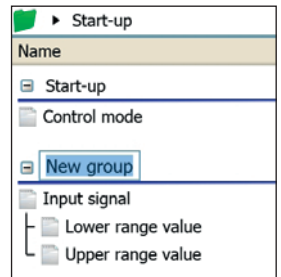 Start-up
Name
Start-up
Control mode
New group
Input signal
Lower range value
Upper range value